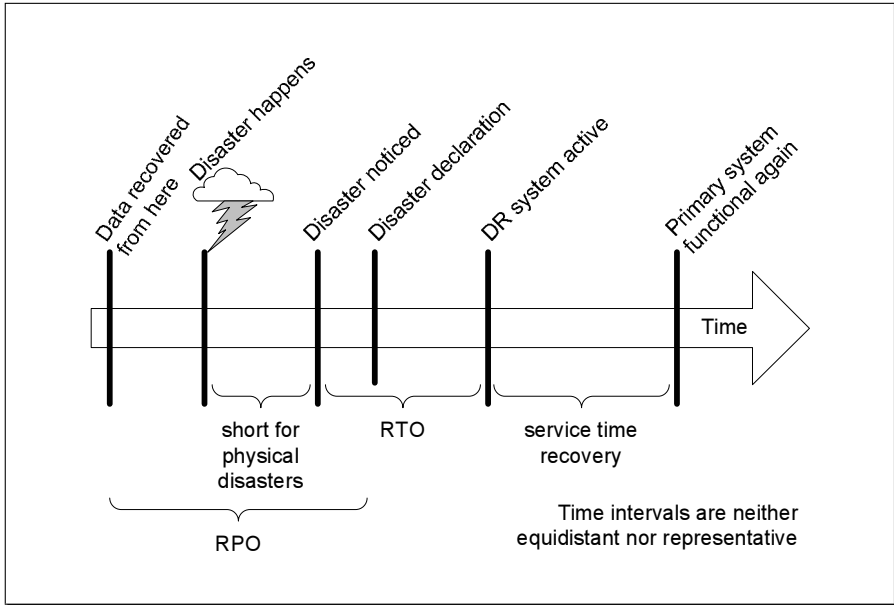 Data recovered
from here
Disaster happens
Disaster noticed
Disaster declaration
DR system active
Primary system
functional again
Time
short for
physical
disasters
RTO
service time
recovery
RPO
Time intervals are neither
equidistant nor representative